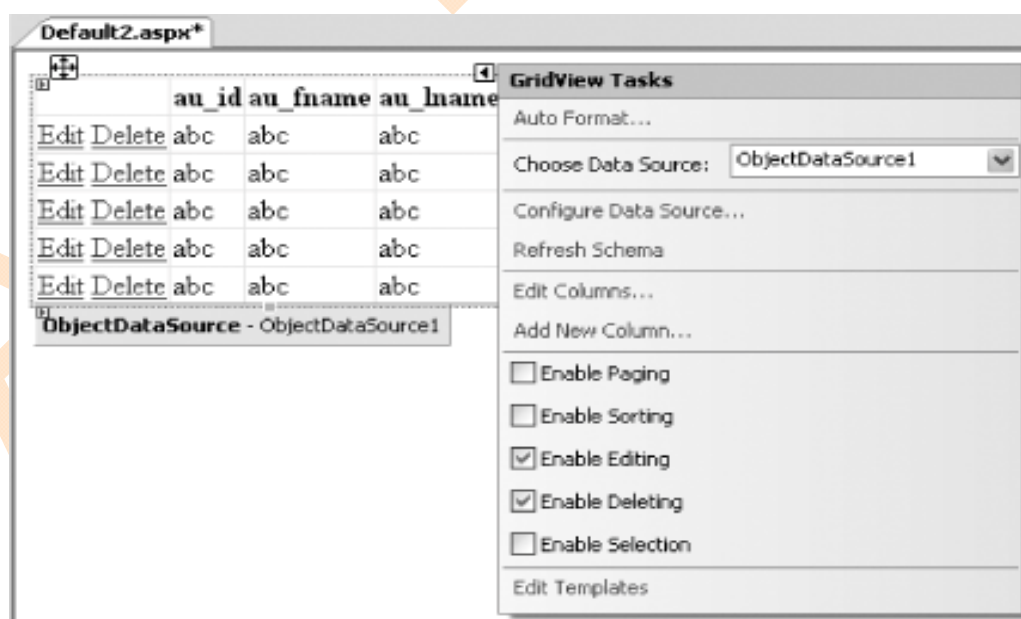 Default2.aspx*
au_id au_fname au_lname
Edit Delete abc abc abc
Edit Delete abc abc abc
Edit Delete abc abc abc
Edit Delete abc abc abc
Edit Delete abc abc abc
ObjectDataSource - ObjectDataSource1
GridView Tasks
Auto Format...
Choose Data Source: ObjectDataSource1
Configure Data Source...
Refresh Schema
Edit Columns...
Add New Column...
Enable Paging
Enable Sorting
Enable Editing
Enable Deleting
Enable Selection
Edit Templates